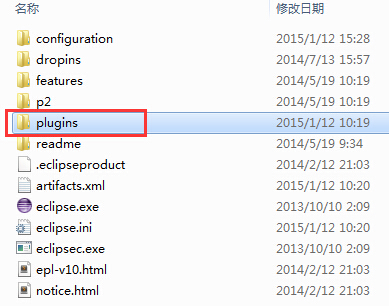 名称 修改日期
configuration 2015/1/12 15:28
dropins 2014/7/13 15:57
features 2014/5/19 10:19
p2 2014/5/19 10:19
plugins 2015/1/12 10:19
readme 2014/5/19 9:34
.eclipseproduct 2014/2/12 21:03
artifacts.xml 2015/1/12 10:20
eclipse.exe 2013/10/10 2:09
eclipse.ini 2015/1/12 10:20
eclipsec.exe 2013/10/10 2:09
epl-v10.html 2014/2/12 21:03
notice.html 2014/2/12 21:03